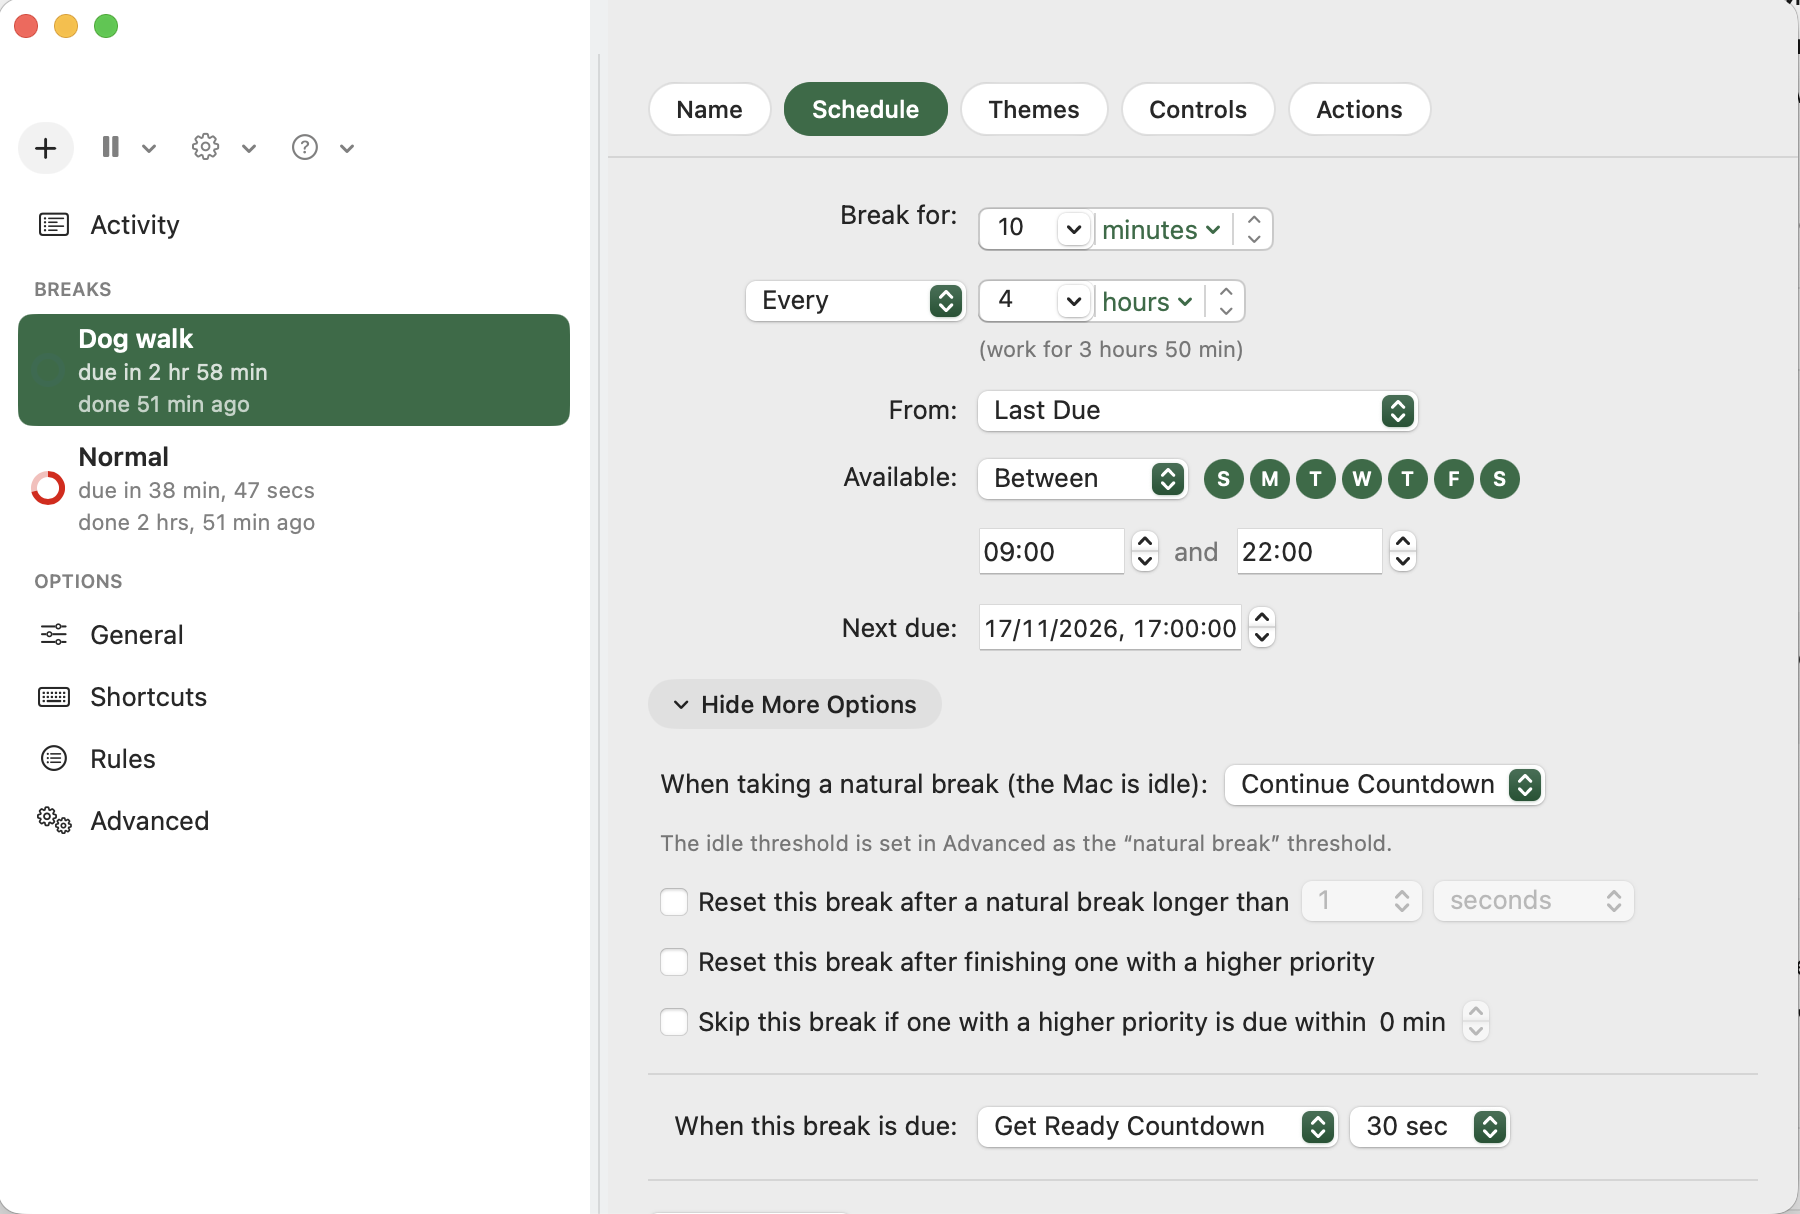 Activity
BREAKS
Dog walk
due in 2 hr 58 min
done 51 min ago
Normal
due in 38 min, 47 secs
done 2 hrs, 51 min ago
OPTIONS
General
Shortcuts
Rules
Advanced
Name Schedule Themes Controls Actions
Break for: 10 minutes
Every 4 hours
(work for 3 hours 50 min)
From: Last Due
Available: Between S M T W T F S
09:00 and 22:00
Next due: 17/11/2026, 17:00:00
Hide More Options
When taking a natural break (the Mac is idle): Continue Countdown
The idle threshold is set in Advanced as the “natural break” threshold.
Reset this break after a natural break longer than 1 seconds
Reset this break after finishing one with a higher priority
Skip this break if one with a higher priority is due within 0 min
When this break is due: Get Ready Countdown 30 sec